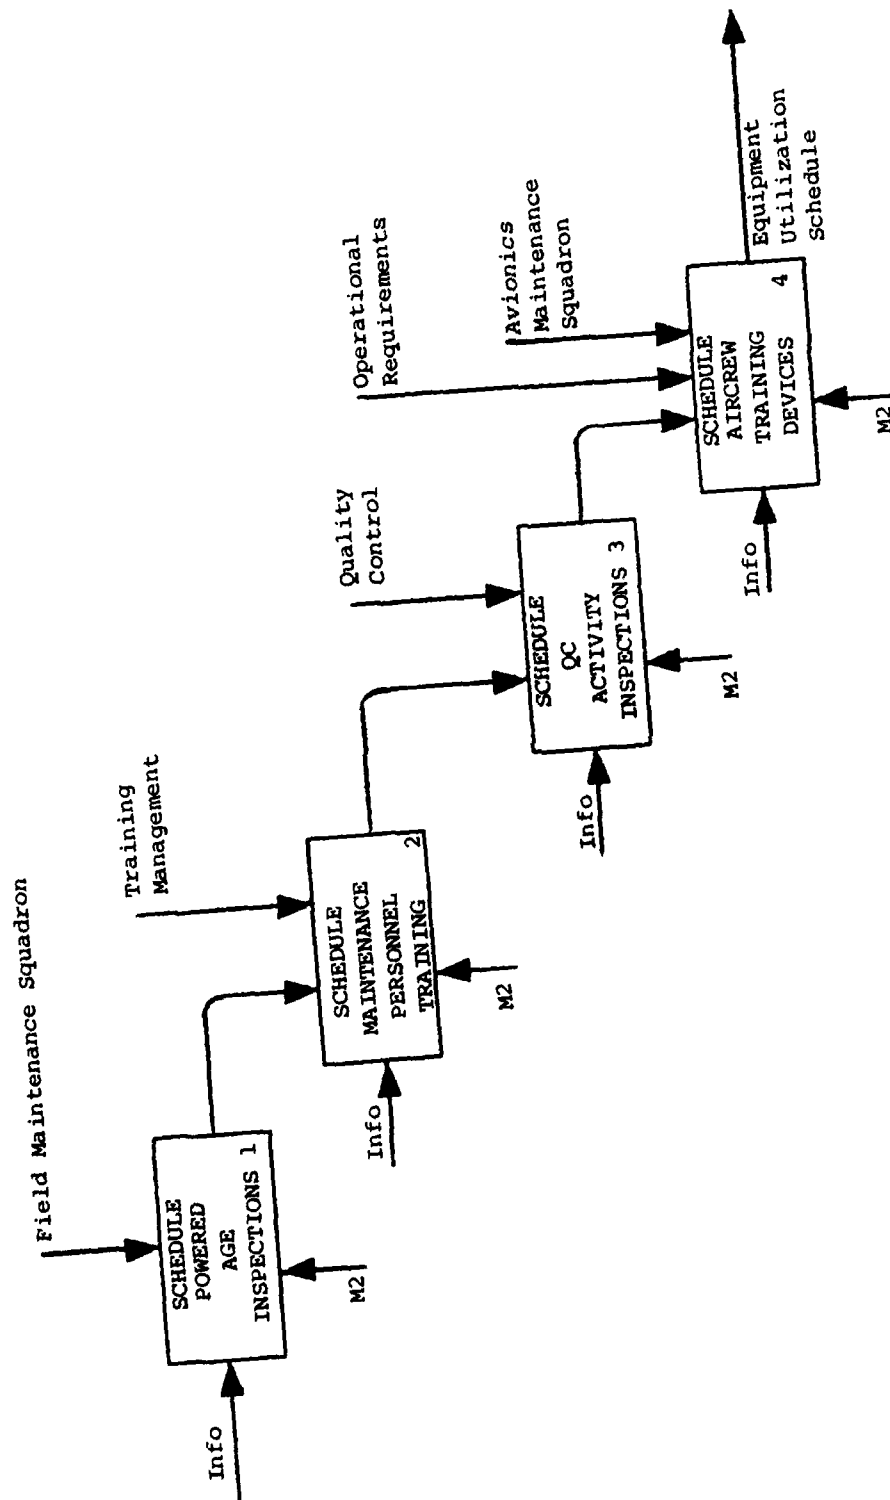 Field Maintenance Squadron
Info
SCHEDULE
POWERED
AGE
INSPECTIONS 1
M2
Training
Management
Info
SCHEDULE
MAINTENANCE
PERSONNEL
TRAINING
2
M2
Quality
Control
Info
SCHEDULE
QC
ACTIVITY
INSPECTIONS 3
M2
Operational
Requirements
Avionics
Maintenance
Squadron
Info
SCHEDULE
AIRCREW
TRAINING
DEVICES
4
M2
Equipment
Utilization
Schedule